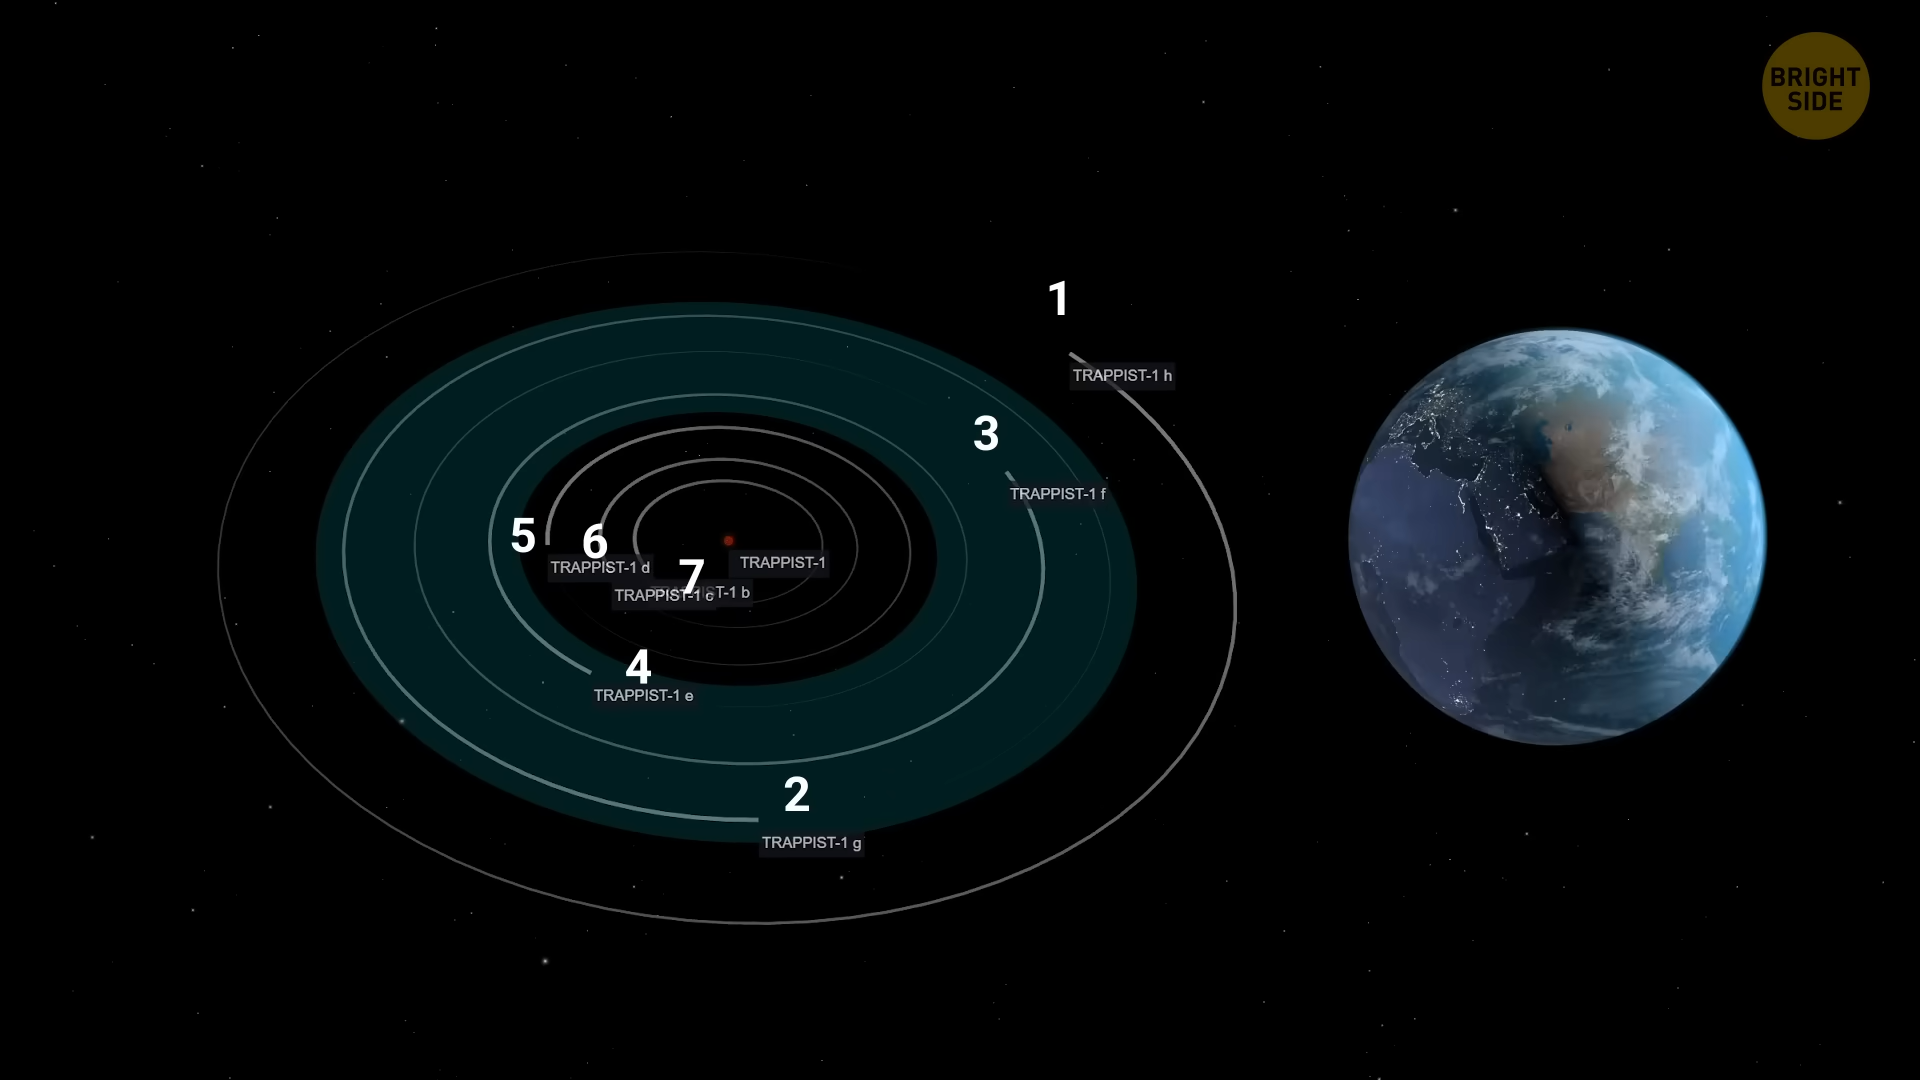 BRIGHT
SIDE
1
TRAPPIST-1 h
3
TRAPPIST-1 f
5
6
TRAPPIST-1 d
7
TRAPPIST-1
TRAPPIST-1 c
T-1 b
4
TRAPPIST-1 e
2
TRAPPIST-1 g